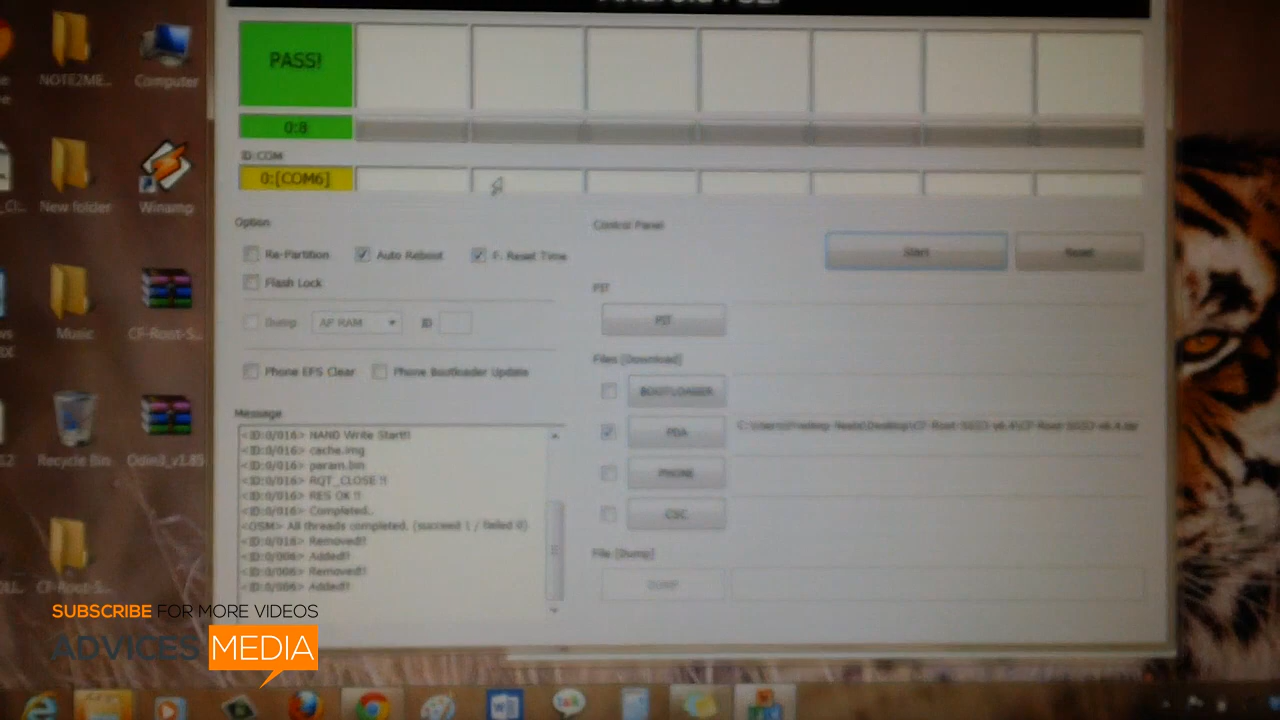 PASS!
0:8
ID:COM
0:[COM6]
Option
Re-Partition
Auto Reboot
F. Reset Time
Flash Lock
Dump
AP RAM
ID
Phone EFS Clear
Phone Bootloader Update
Message
<ID:0/016> NAND Write Start!!
<ID:0/016> cache.img
<ID:0/016> param.bin
<ID:0/016> RQT_CLOSE !!
<ID:0/016> RES OK !!
<ID:0/016> Completed..
<OSM> All threads completed. (succeed 1 / failed 0)
<ID:0/016> Removed!!
<ID:0/006> Added!!
<ID:0/006> Removed!!
<ID:0/006> Added!!
Control Panel
Start
Reset
PIT
PIT
Files [Download]
BOOTLOADER
PDA
PHONE
CSC
File [Dump]
DUMP
NOTE2ME...
Computer
New folder
Winamp
Music
CF-Root-S...
Recycle Bin
Odin3_v1.85
CF-Root-S...
SUBSCRIBE FOR MORE VIDEOS
ADVICES MEDIA